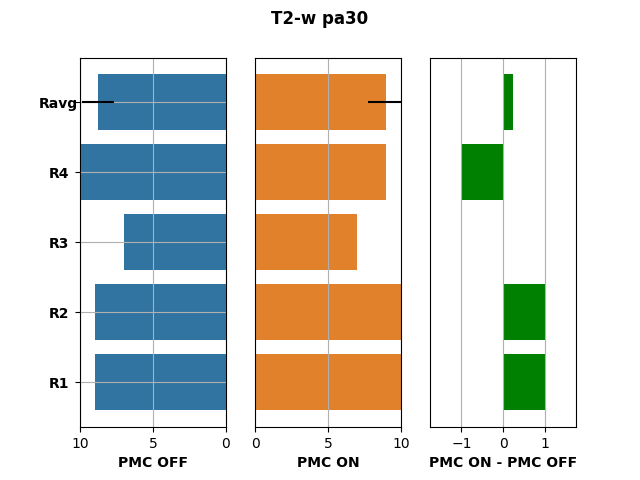 T2-w pa30
Ravg
R4
R3
R2
R1
10 5 0
0 5 10
−1 0 1
PMC OFF
PMC ON
PMC ON - PMC OFF